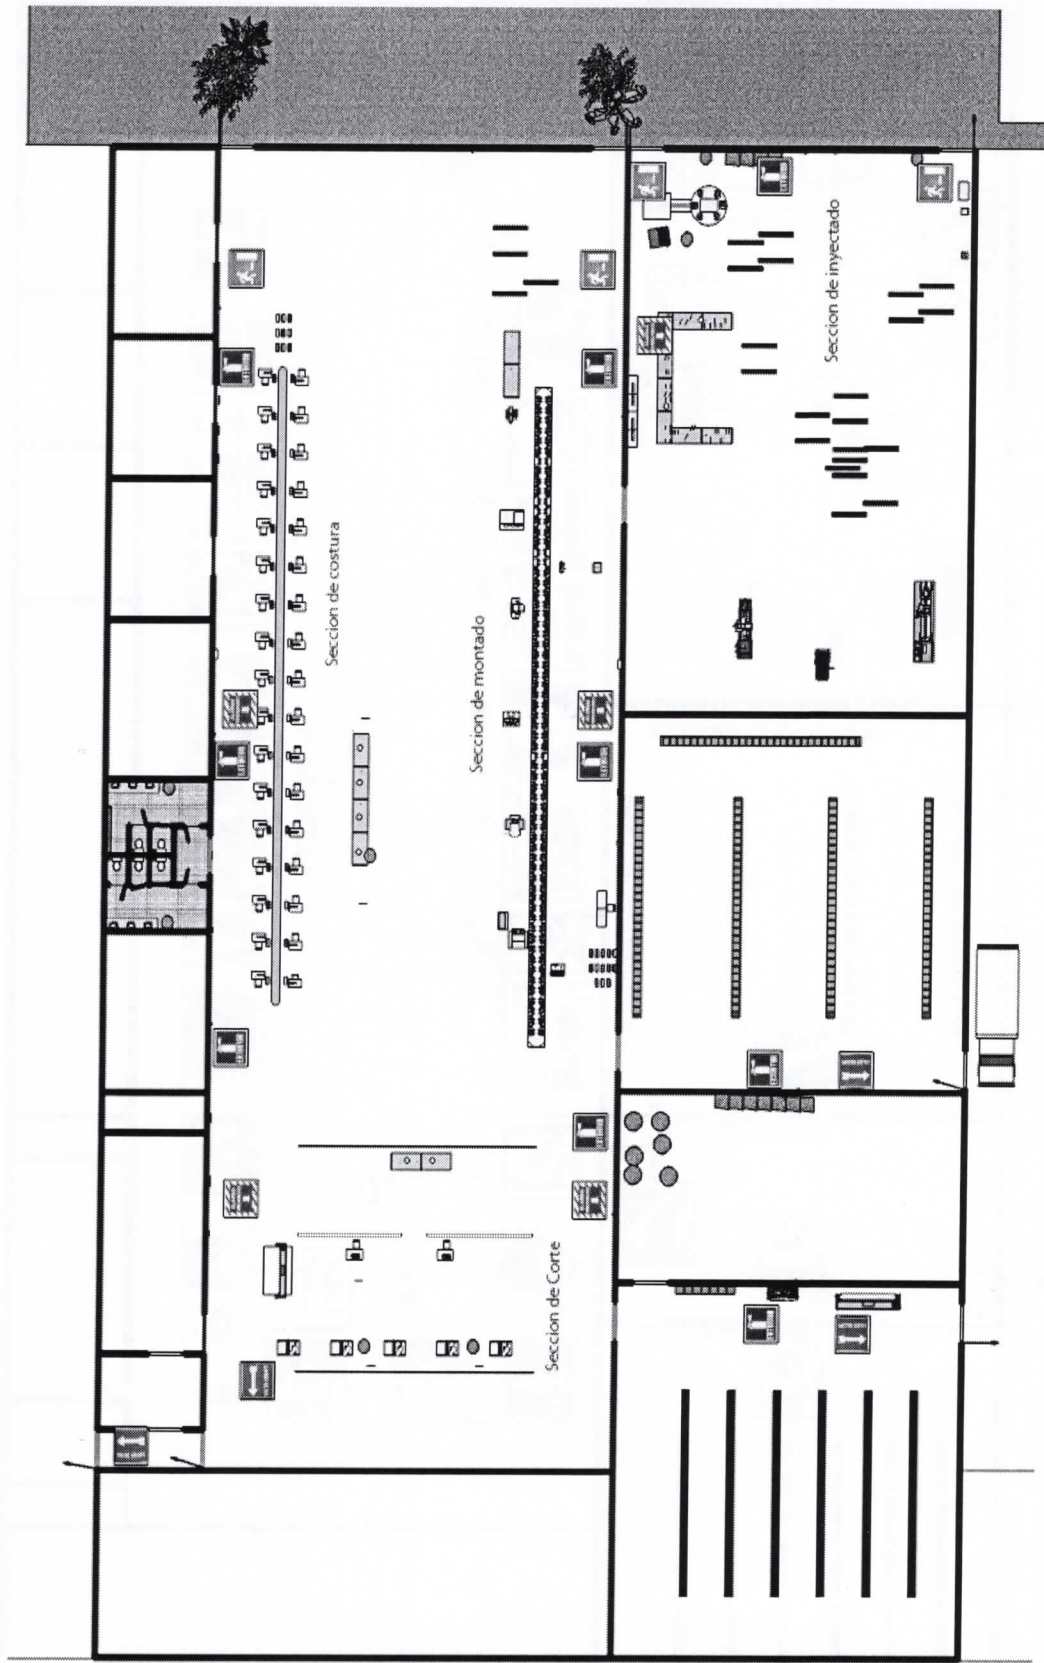 Seccion de costura
Seccion de montado
Seccion de Corte
Seccion de inyectado